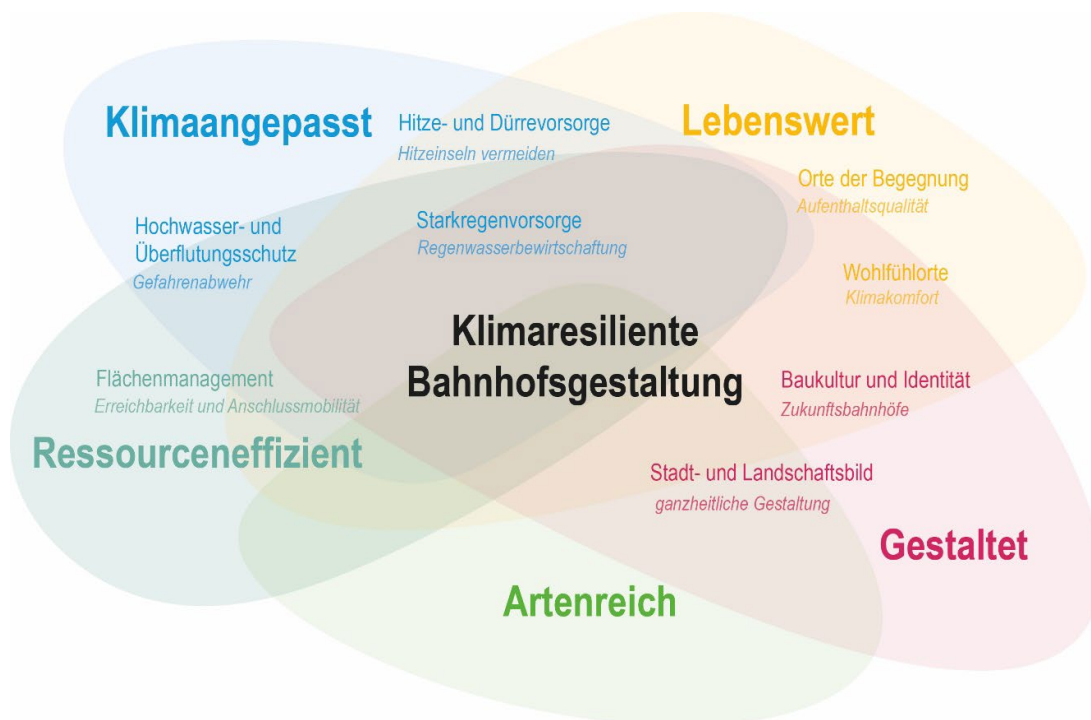 Klimaangepasst
Hitze- und Dürrevorsorge
Hitzeinseln vermeiden
Lebenswert
Orte der Begegnung
Aufenthaltsqualität
Hochwasser- und
Überflutungsschutz
Gefahrenabwehr
Starkregenvorsorge
Regenwasserbewirtschaftung
Wohlfühlorte
Klimakomfort
Klimaresiliente
Bahnhofsgestaltung
Flächenmanagement
Erreichbarkeit und Anschlussmobilität
Ressourceneffizient
Baukultur und Identität
Zukunftsbahnhöfe
Stadt- und Landschaftsbild
ganzheitliche Gestaltung
Gestaltet
Artenreich